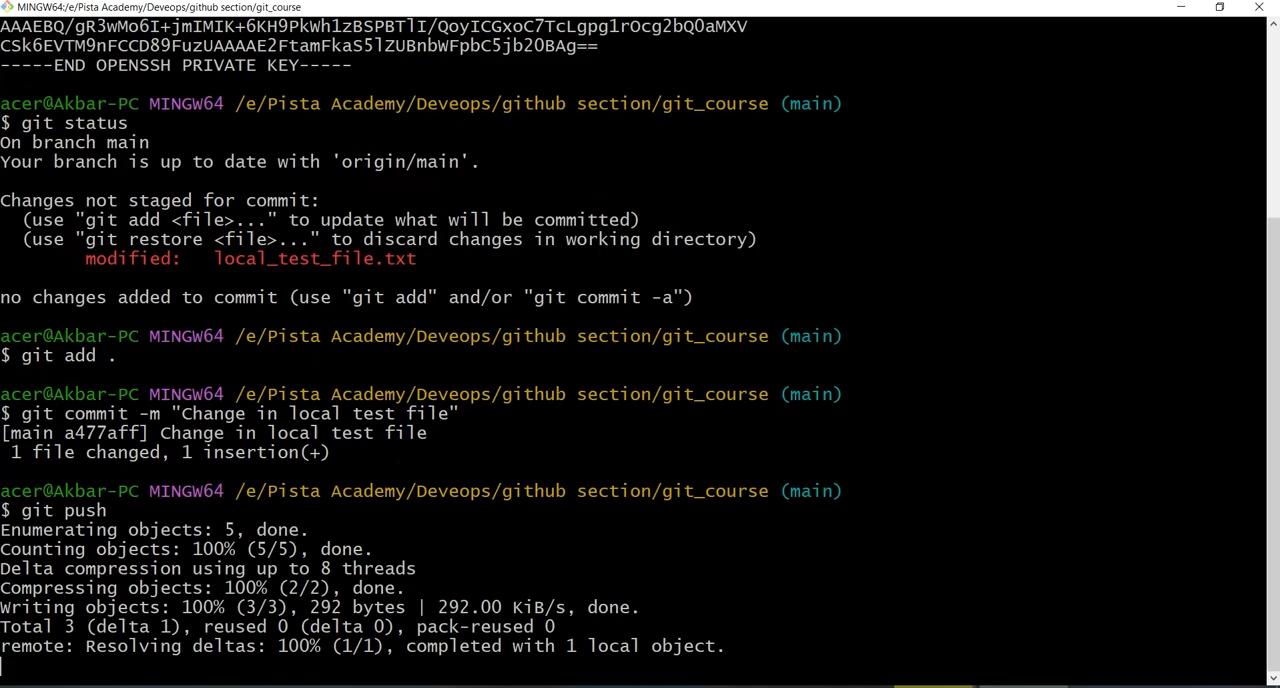 MINGW64:/e/Pista Academy/Deveops/github section/git_course
-----END OPENSSH PRIVATE KEY-----
acer@Akbar-PC MINGW64 /e/Pista Academy/Deveops/github section/git_course (main)
$ git status
On branch main
Your branch is up to date with 'origin/main'.
Changes not staged for commit:
(use "git add <file>..." to update what will be committed)
(use "git restore <file>..." to discard changes in working directory)
modified: local_test_file.txt
no changes added to commit (use "git add" and/or "git commit -a")
acer@Akbar-PC MINGW64 /e/Pista Academy/Deveops/github section/git_course (main)
$ git add .
acer@Akbar-PC MINGW64 /e/Pista Academy/Deveops/github section/git_course (main)
$ git commit -m "Change in local test file"
[main a477aff] Change in local test file
1 file changed, 1 insertion(+)
acer@Akbar-PC MINGW64 /e/Pista Academy/Deveops/github section/git_course (main)
$ git push
Enumerating objects: 5, done.
Counting objects: 100% (5/5), done.
Delta compression using up to 8 threads
Compressing objects: 100% (2/2), done.
Writing objects: 100% (3/3), 292 bytes | 292.00 KiB/s, done.
Total 3 (delta 1), reused 0 (delta 0), pack-reused 0
remote: Resolving deltas: 100% (1/1), completed with 1 local object.